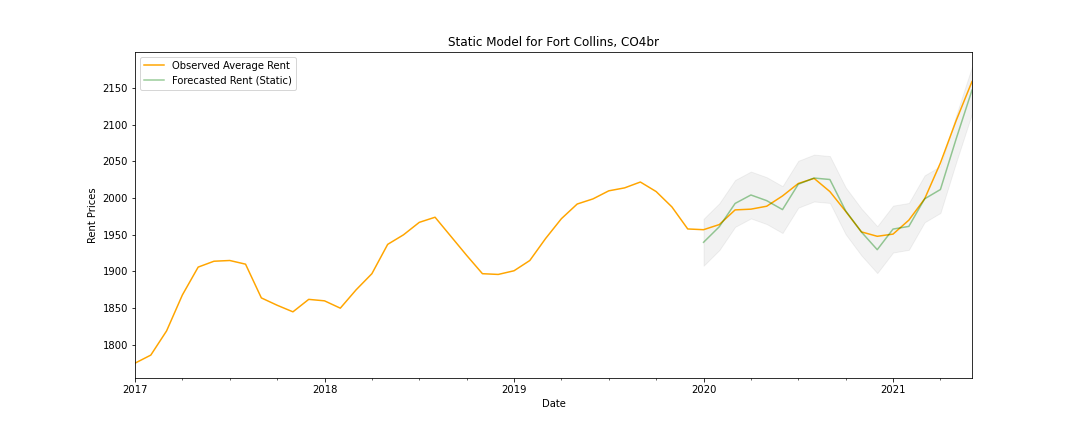 Static Model for Fort Collins, CO4br
Observed Average Rent
Forecasted Rent (Static)
2150
2100
2050
2000
1950
1900
1850
1800
Rent Prices
2017 2018 2019 2020 2021
Date